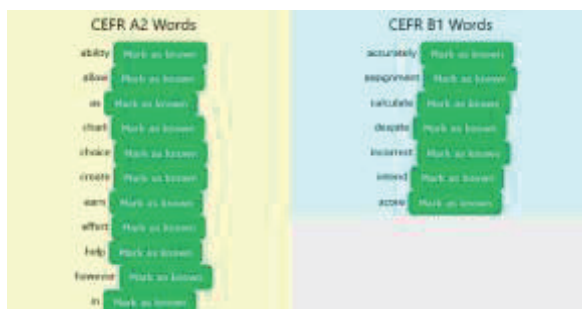 CEFR A2 Words
ability Mark as known
allow Mark as known
as Mark as known
chart Mark as known
choice Mark as known
create Mark as known
earn Mark as known
effort Mark as known
help Mark as known
however Mark as known
in Mark as known
CEFR B1 Words
accurately Mark as known
assignment Mark as known
calculate Mark as known
despite Mark as known
incorrect Mark as known
intend Mark as known
score Mark as known